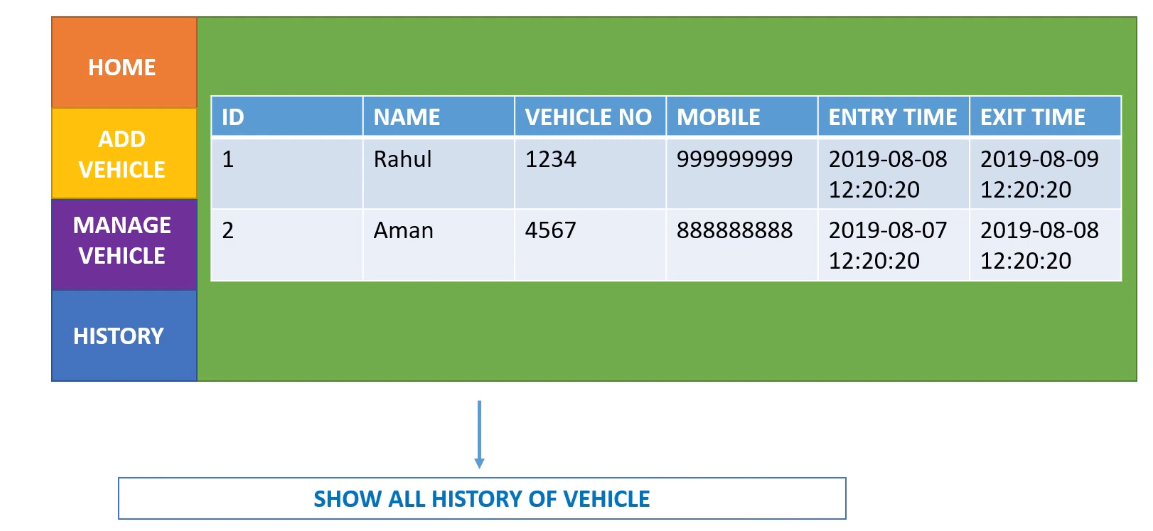 HOME
ADD
VEHICLE
MANAGE
VEHICLE
HISTORY
ID NAME VEHICLE NO MOBILE ENTRY TIME EXIT TIME
1 Rahul 1234 999999999 2019-08-08 2019-08-09
12:20:20 12:20:20
2 Aman 4567 888888888 2019-08-07 2019-08-08
12:20:20 12:20:20
SHOW ALL HISTORY OF VEHICLE